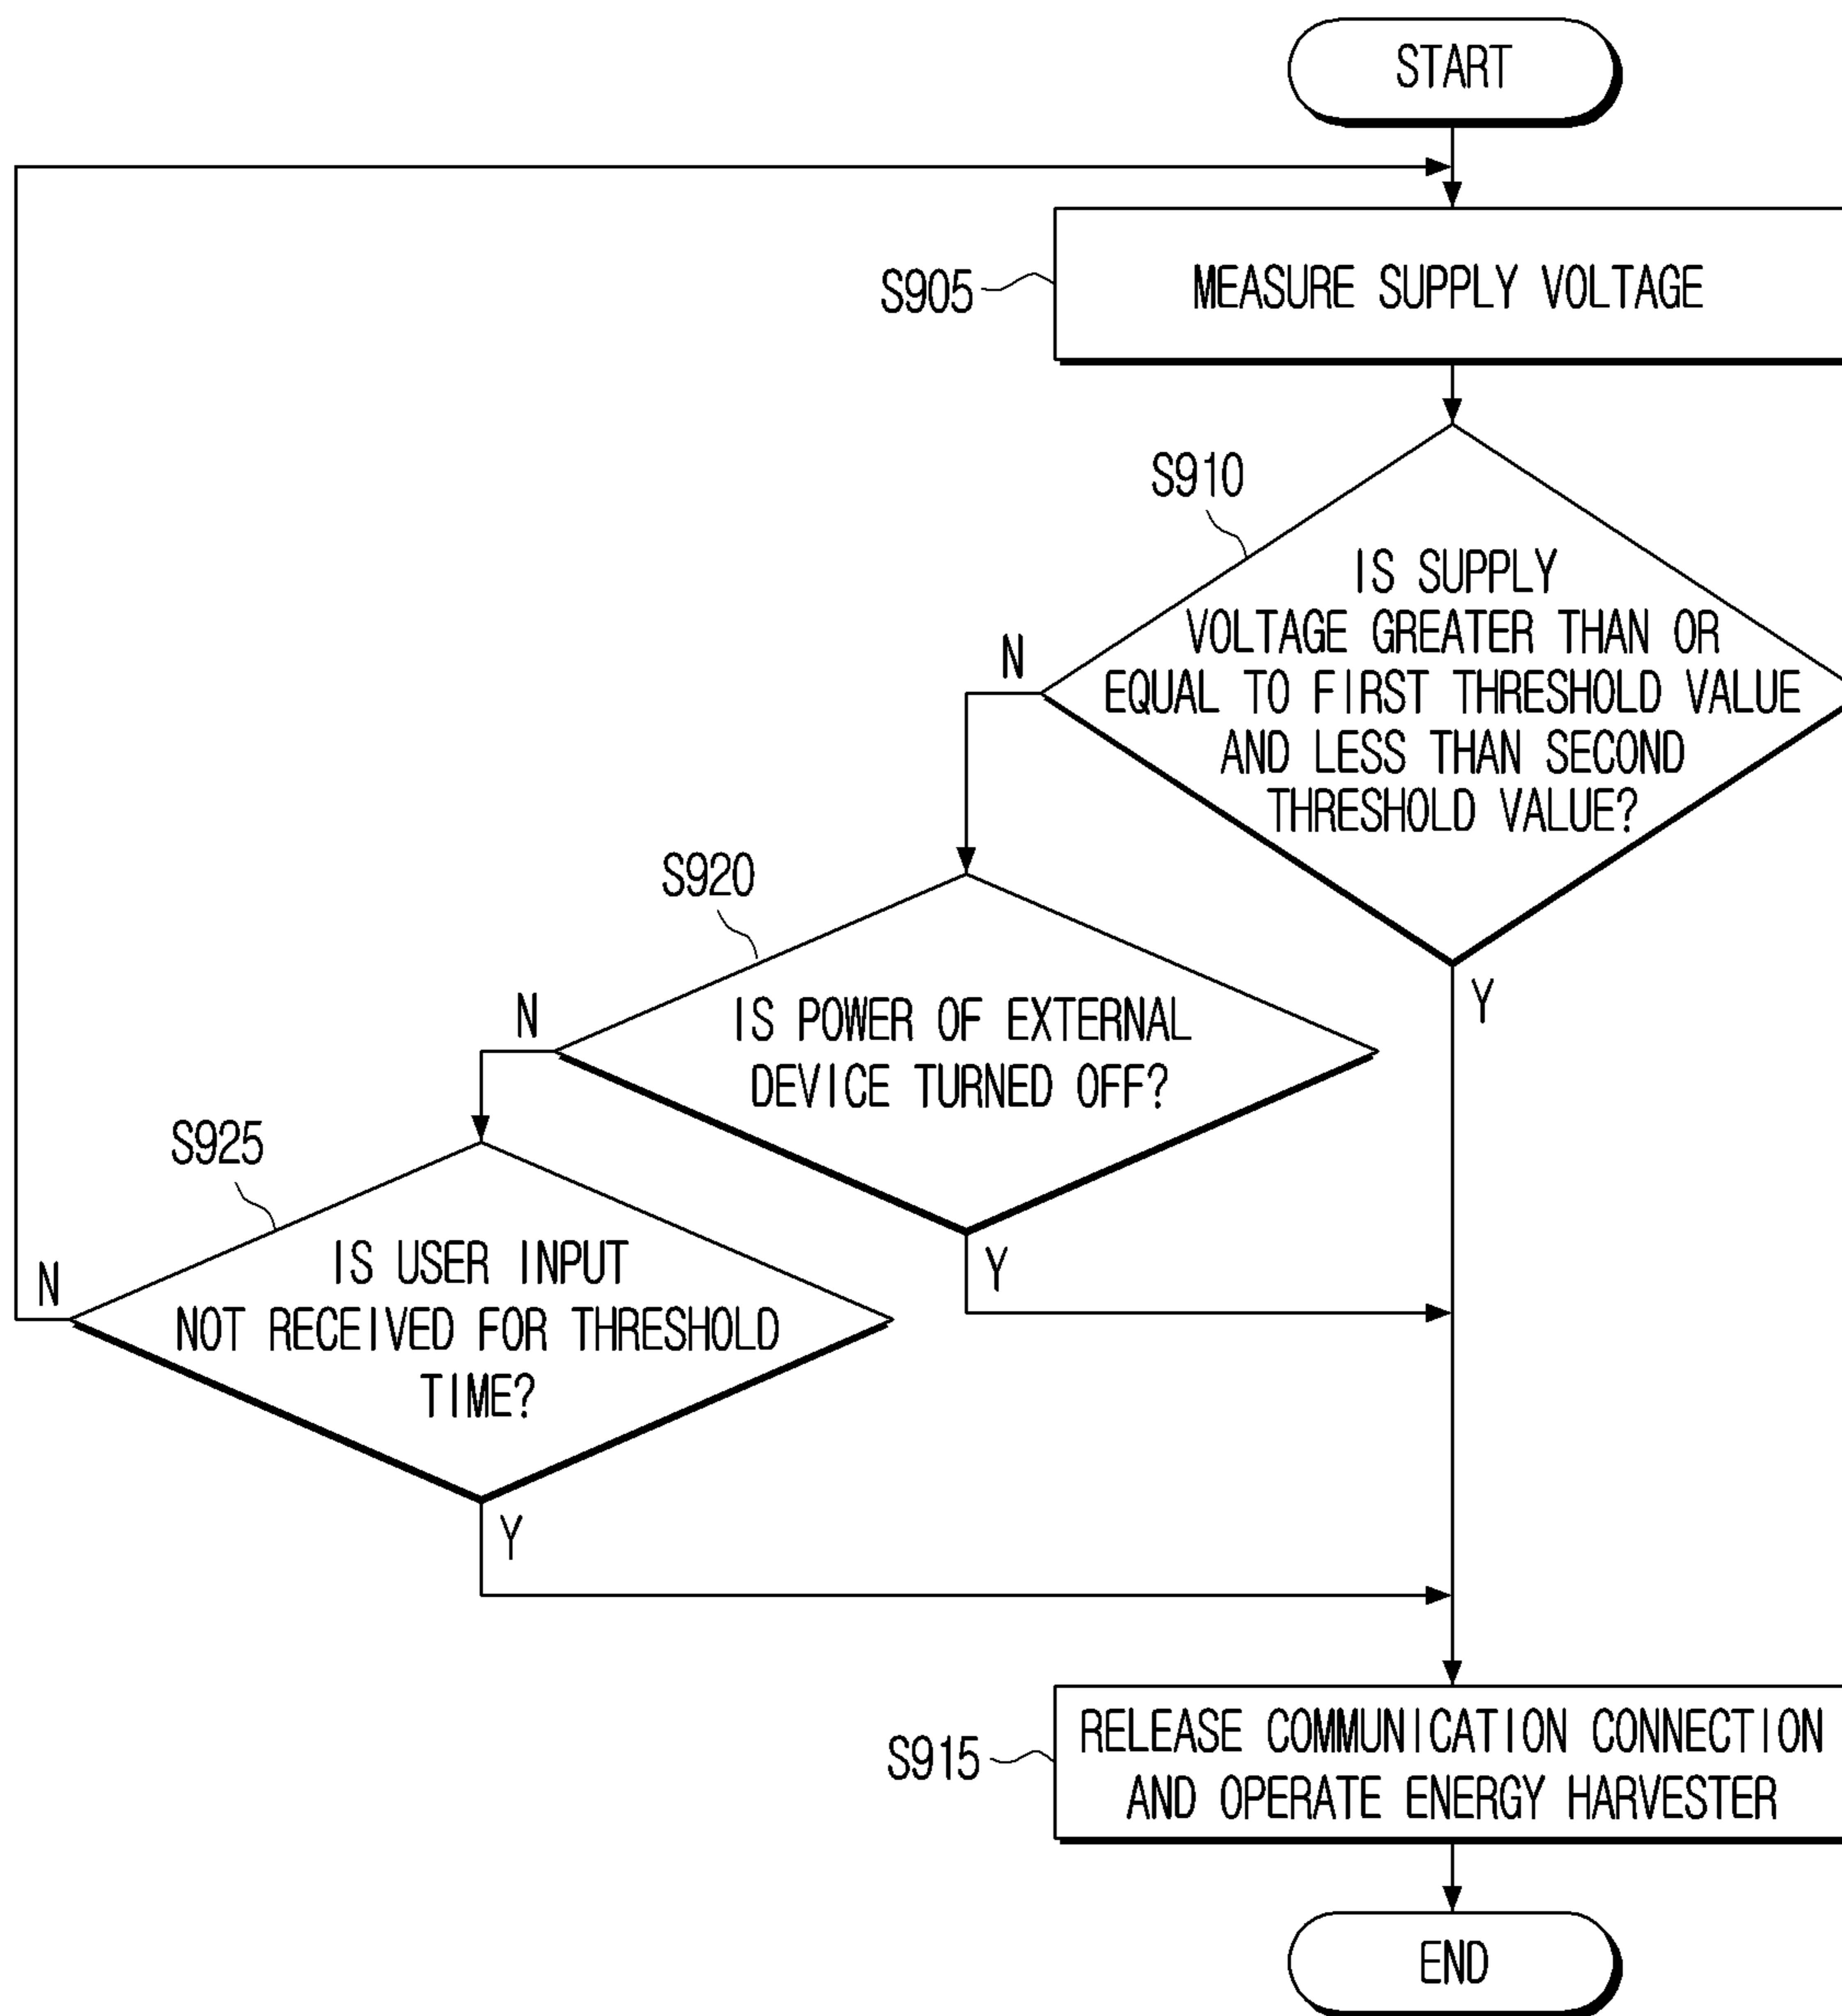 START
S905
MEASURE SUPPLY VOLTAGE
S910
IS SUPPLY
VOLTAGE GREATER THAN OR
EQUAL TO FIRST THRESHOLD VALUE
AND LESS THAN SECOND
THRESHOLD VALUE?
N
Y
S920
IS POWER OF EXTERNAL
DEVICE TURNED OFF?
N
Y
S925
IS USER INPUT
NOT RECEIVED FOR THRESHOLD
TIME?
N
Y
S915
RELEASE COMMUNICATION CONNECTION
AND OPERATE ENERGY HARVESTER
END